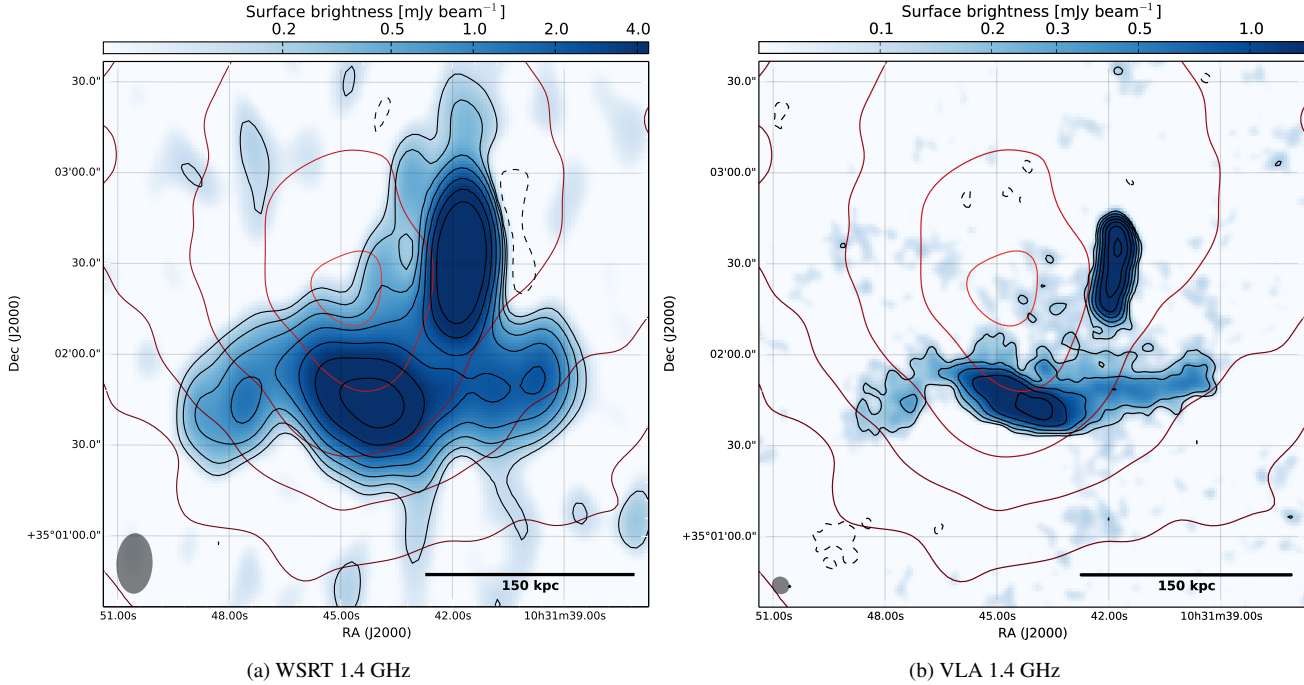 Surface brightness [mJy beam⁻¹]
0.2 0.5 1.0 2.0 4.0
30.0"
03'00.0"
30.0"
02'00.0"
30.0"
+35°01'00.0"
Dec (J2000)
150 kpc
51.00s 48.00s 45.00s 42.00s 10h31m39.00s
RA (J2000)
(a) WSRT 1.4 GHz
Surface brightness [mJy beam⁻¹]
0.1 0.2 0.3 0.5 1.0
30.0"
03'00.0"
30.0"
02'00.0"
30.0"
+35°01'00.0"
Dec (J2000)
150 kpc
51.00s 48.00s 45.00s 42.00s 10h31m39.00s
RA (J2000)
(b) VLA 1.4 GHz